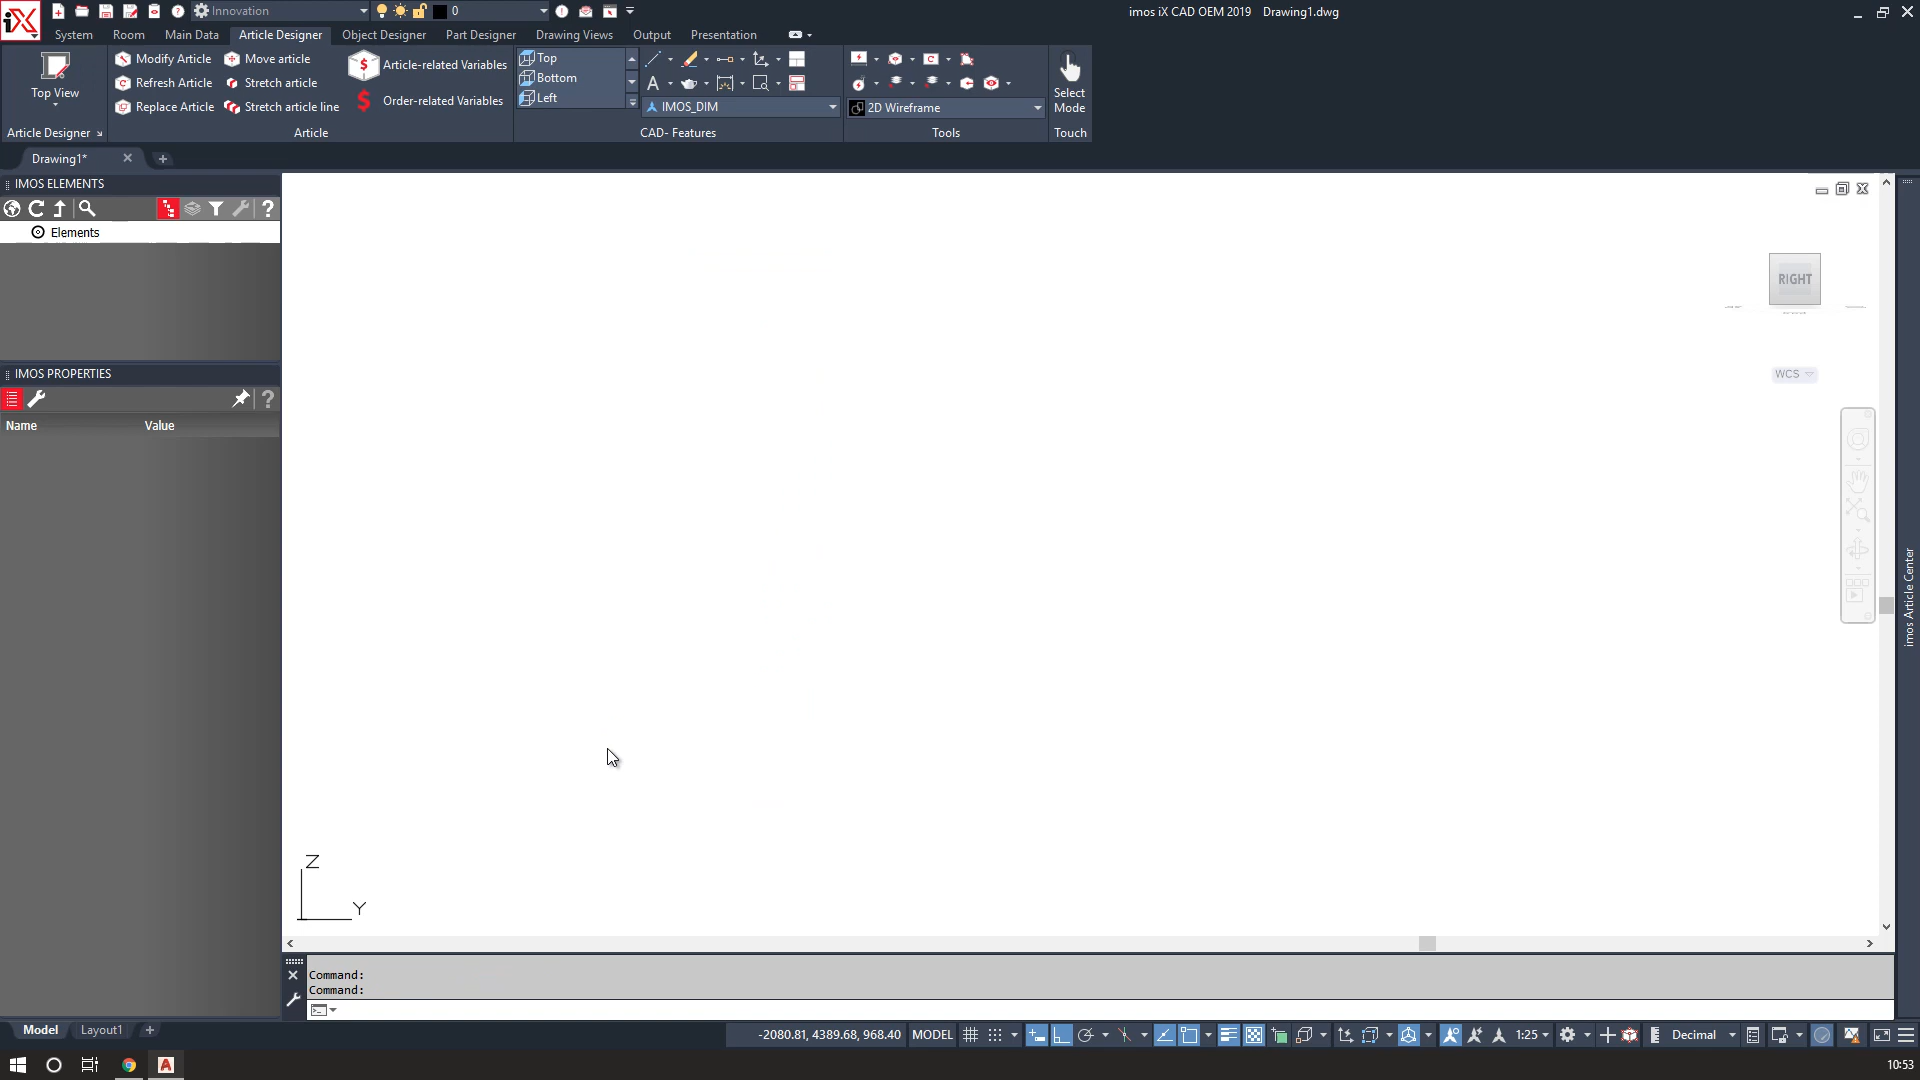 iX
Innovation
0
imos iX CAD OEM 2019 Drawing1.dwg
System Room Main Data Article Designer Object Designer Part Designer Drawing Views Output Presentation
Top View
Article Designer
Modify Article
Refresh Article
Replace Article
Move article
Stretch article
Stretch article line
Article-related Variables
Order-related Variables
Article
Top
Bottom
Left
A
IMOS_DIM
CAD- Features
2D Wireframe
Tools
Select
Mode
Touch
Drawing1*
IMOS ELEMENTS
Elements
IMOS PROPERTIES
Name Value
RIGHT
WCS
imos Article Center
Z
Y
Command:
Command:
Model Layout1
-2080.81, 4389.68, 968.40 MODEL 1:25 Decimal
10:53